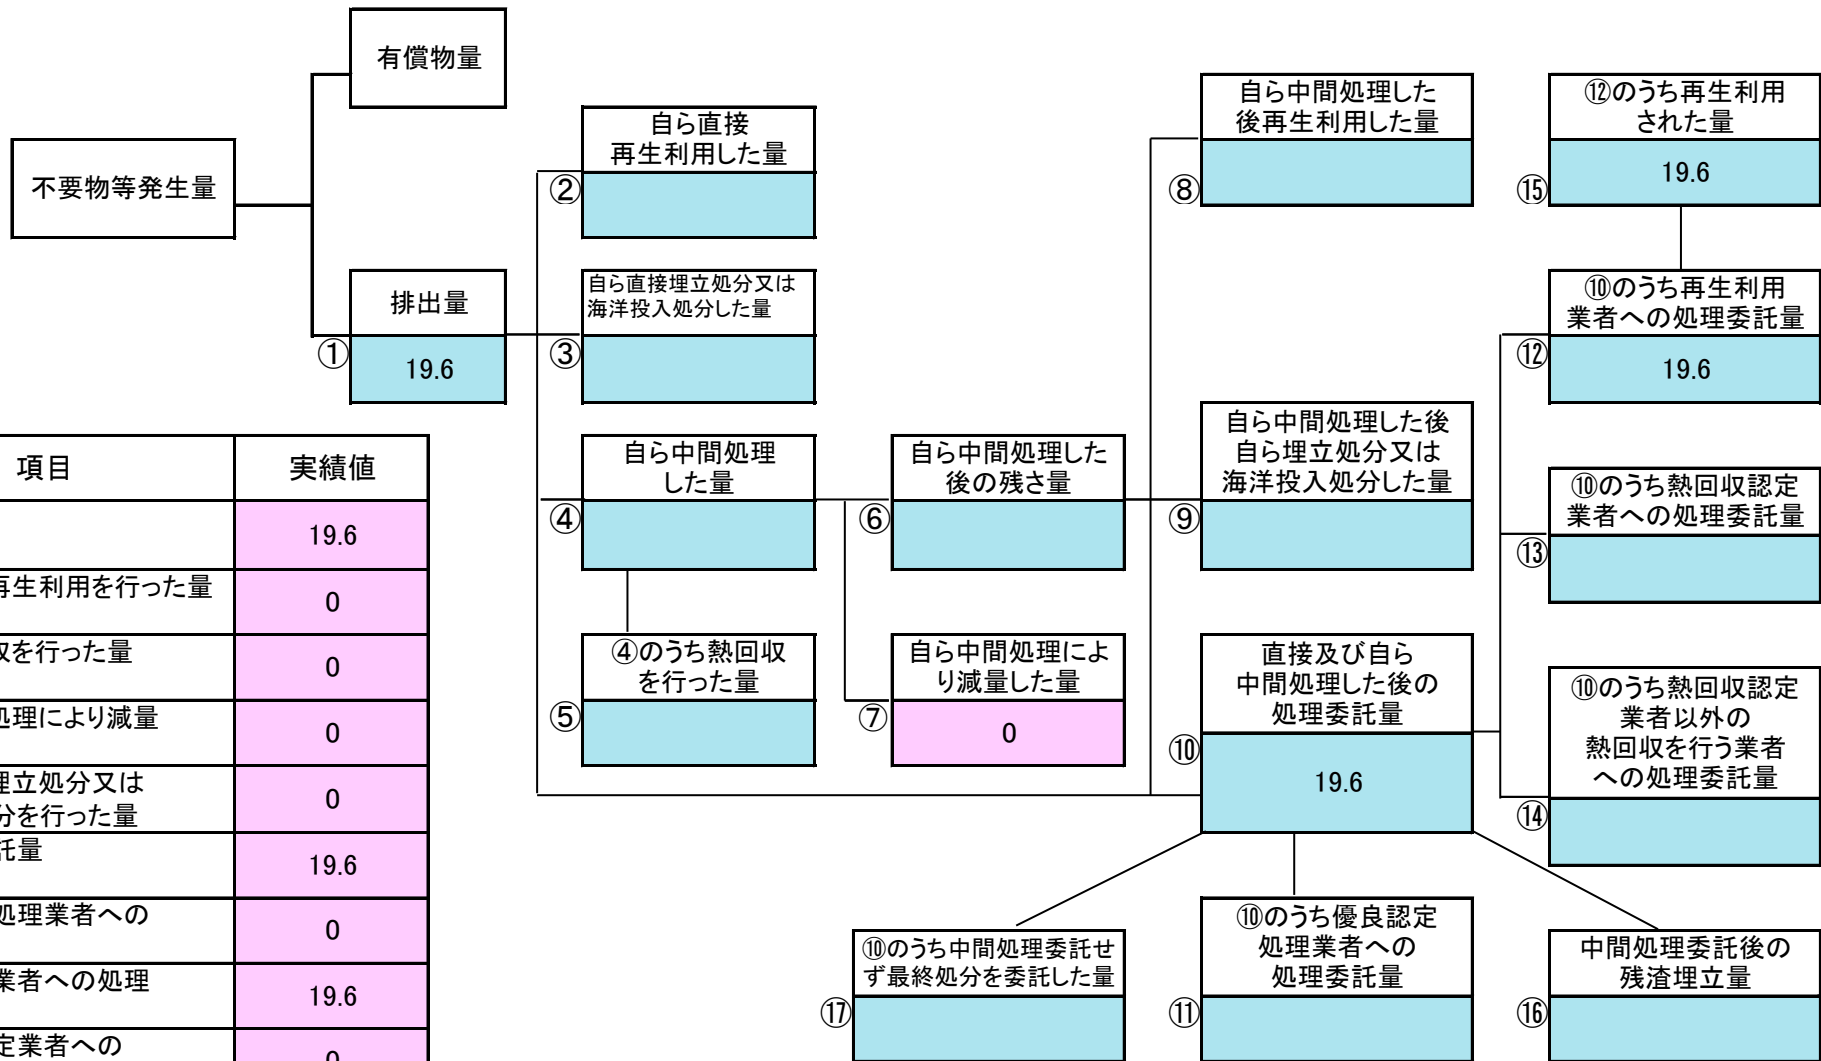 有償物量
不要物等発生量
排出量
①
19.6
自ら直接
再生利用した量
②
自ら直接埋立処分又は
海洋投入処分した量
③
自ら中間処理
した量
④
④のうち熱回収
を行った量
⑤
自ら中間処理した
後の残さ量
⑥
自ら中間処理によ
り減量した量
⑦
0
自ら中間処理した
後再生利用した量
⑧
自ら中間処理した後
自ら埋立処分又は
海洋投入処分した量
⑨
直接及び自ら
中間処理した後の
処理委託量
⑩
19.6
⑫のうち再生利用
された量
⑮
19.6
⑩のうち再生利用
業者への処理委託量
⑫
19.6
⑩のうち熱回収認定
業者への処理委託量
⑬
⑩のうち熱回収認定
業者以外の
熱回収を行う業者
への処理委託量
⑭
⑩のうち中間処理委託せ
ず最終処分を委託した量
⑰
⑩のうち優良認定
処理業者への
処理委託量
⑪
中間処理委託後の
残渣埋立量
⑯
項目 実績値
19.6
再生利用を行った量
0
を行った量
0
処理により減量
0
埋立処分又は
分を行った量
0
託量
19.6
処理業者への
0
業者への処理
19.6
定業者への
0